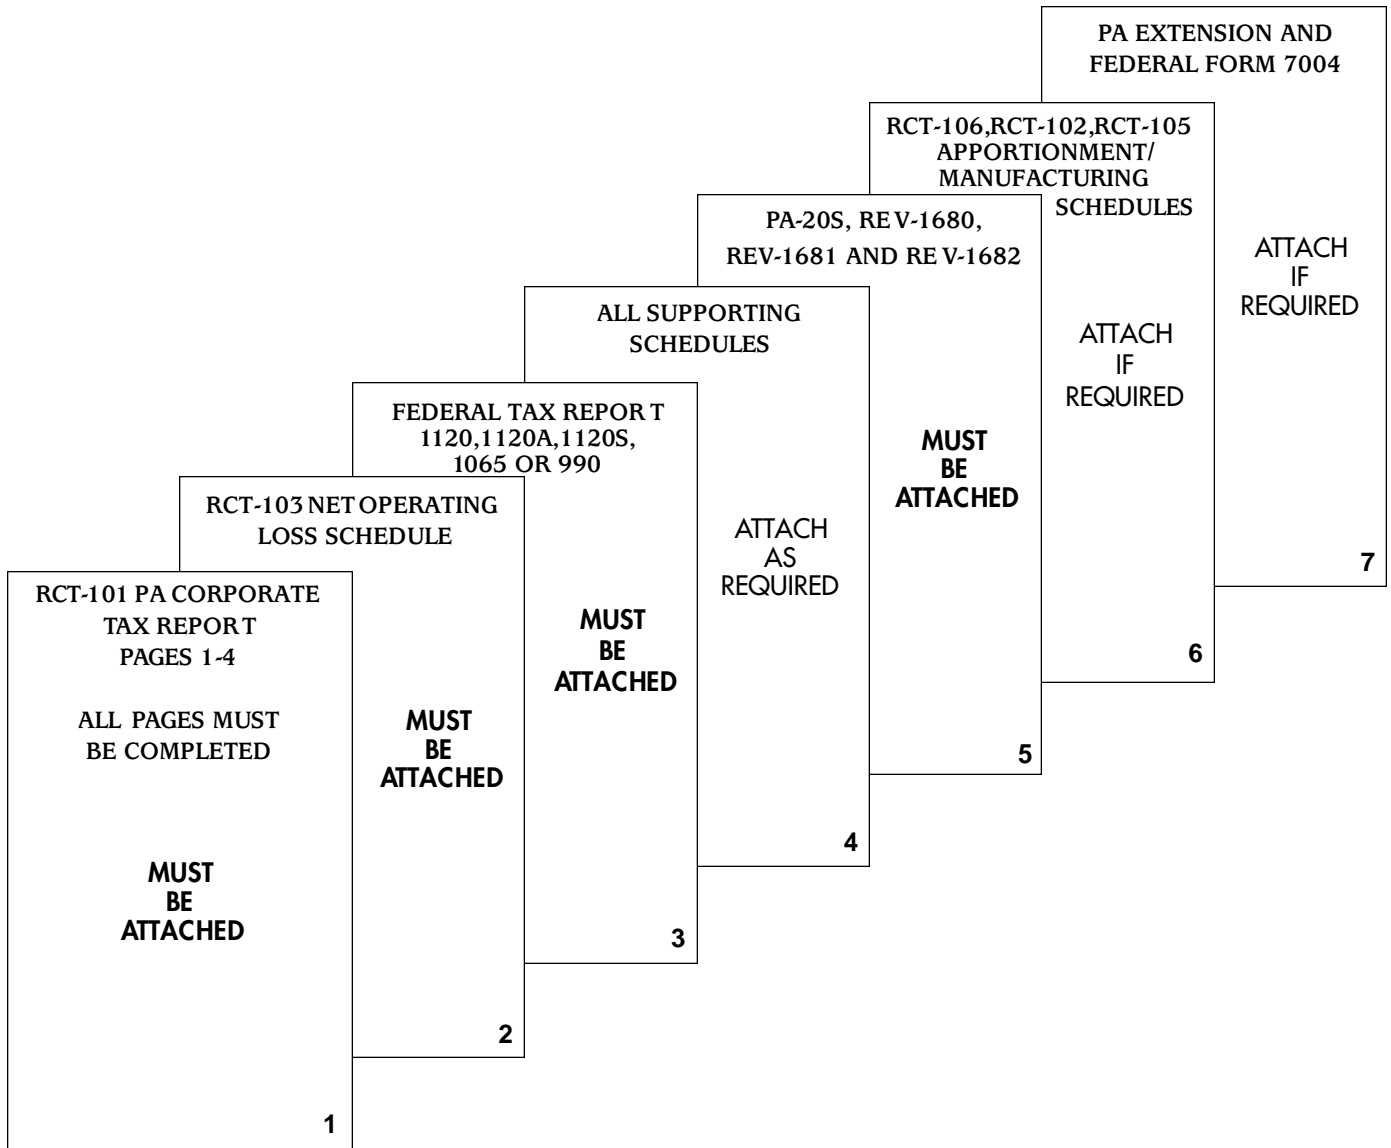 RCT-101 PA CORPORATE
TAX REPORT
PAGES 1-4
ALL PAGES MUST
BE COMPLETED
MUST
BE
ATTACHED
1
RCT-103 NET OPERATING
LOSS SCHEDULE
MUST
BE
ATTACHED
2
FEDERAL TAX REPORT
1120,1120A,1120S,
1065 OR 990
MUST
BE
ATTACHED
3
ALL SUPPORTING
SCHEDULES
ATTACH
AS
REQUIRED
4
PA-20S, REV-1680,
REV-1681 AND REV-1682
MUST
BE
ATTACHED
5
RCT-106,RCT-102,RCT-105
APPORTIONMENT/
MANUFACTURING
SCHEDULES
ATTACH
IF
REQUIRED
6
PA EXTENSION AND
FEDERAL FORM 7004
ATTACH
IF
REQUIRED
7